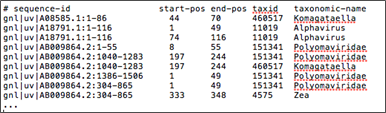 # sequence-id start-pos end-pos taxid taxonomic-name
gnl|uv|A08585.1:1-86 44 70 460517 Komagataella
gnl|uv|A18791.1:1-116 1 49 11019 Alphavirus
gnl|uv|A18791.1:1-116 74 116 11019 Alphavirus
gnl|uv|AB009864.2:1-55 8 55 151341 Polyomaviridae
gnl|uv|AB009864.2:1040-1283 197 244 151341 Polyomaviridae
gnl|uv|AB009864.2:1040-1283 197 244 460517 Komagataella
gnl|uv|AB009864.2:1386-1506 1 49 151341 Polyomaviridae
gnl|uv|AB009864.2:304-865 1 49 151341 Polyomaviridae
gnl|uv|AB009864.2:304-865 333 348 4575 Zea
...